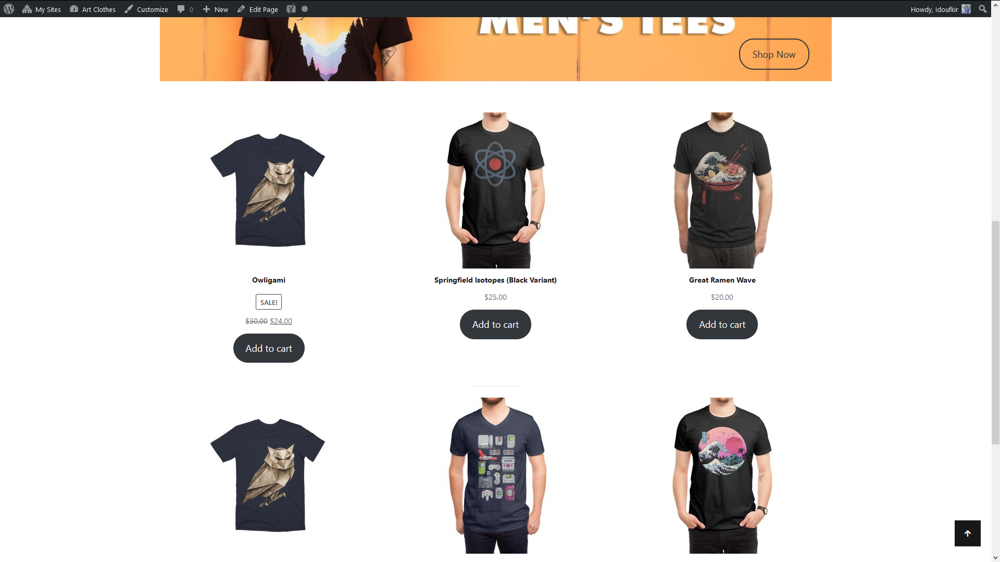 My Sites Art Clothes Customize 0 New Edit Page Howdy, Idoufkir
MEN'S TEES
Shop Now
Owligami
SALE!
$30.00 $24.00
Add to cart
Springfield Isotopes (Black Variant)
$25.00
Add to cart
Great Ramen Wave
$20.00
Add to cart